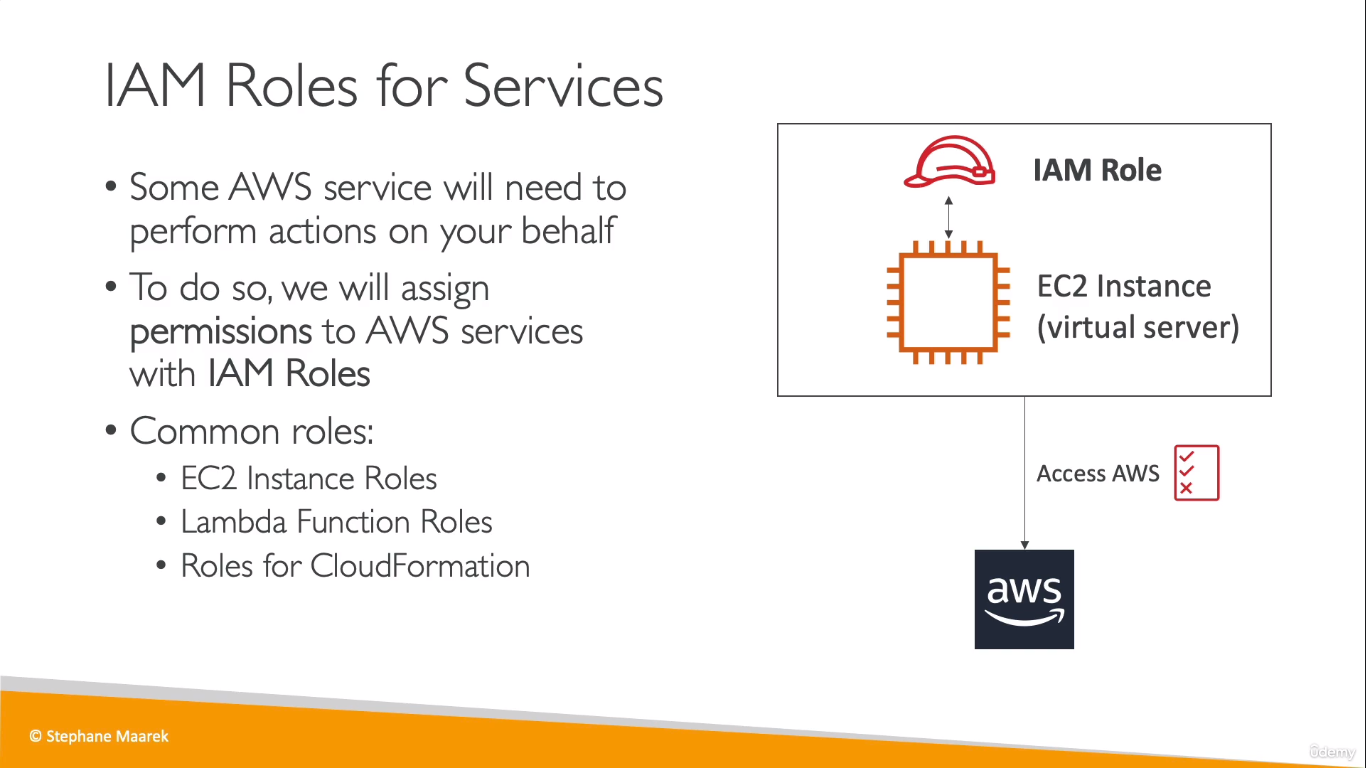 IAM Roles for Services
• Some AWS service will need to
perform actions on your behalf
• To do so, we will assign
permissions to AWS services
with IAM Roles
• Common roles:
• EC2 Instance Roles
• Lambda Function Roles
• Roles for CloudFormation
IAM Role
EC2 Instance
(virtual server)
Access AWS
aws
© Stephane Maarek
ûdemy